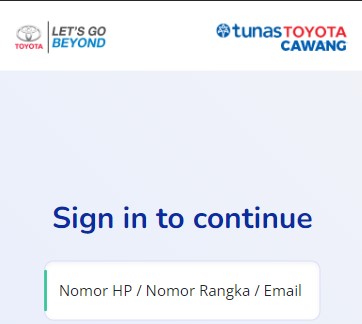 TOYOTA
LET'S GO
BEYOND
tunas TOYOTA
CAWANG
Sign in to continue
Nomor HP / Nomor Rangka / Email